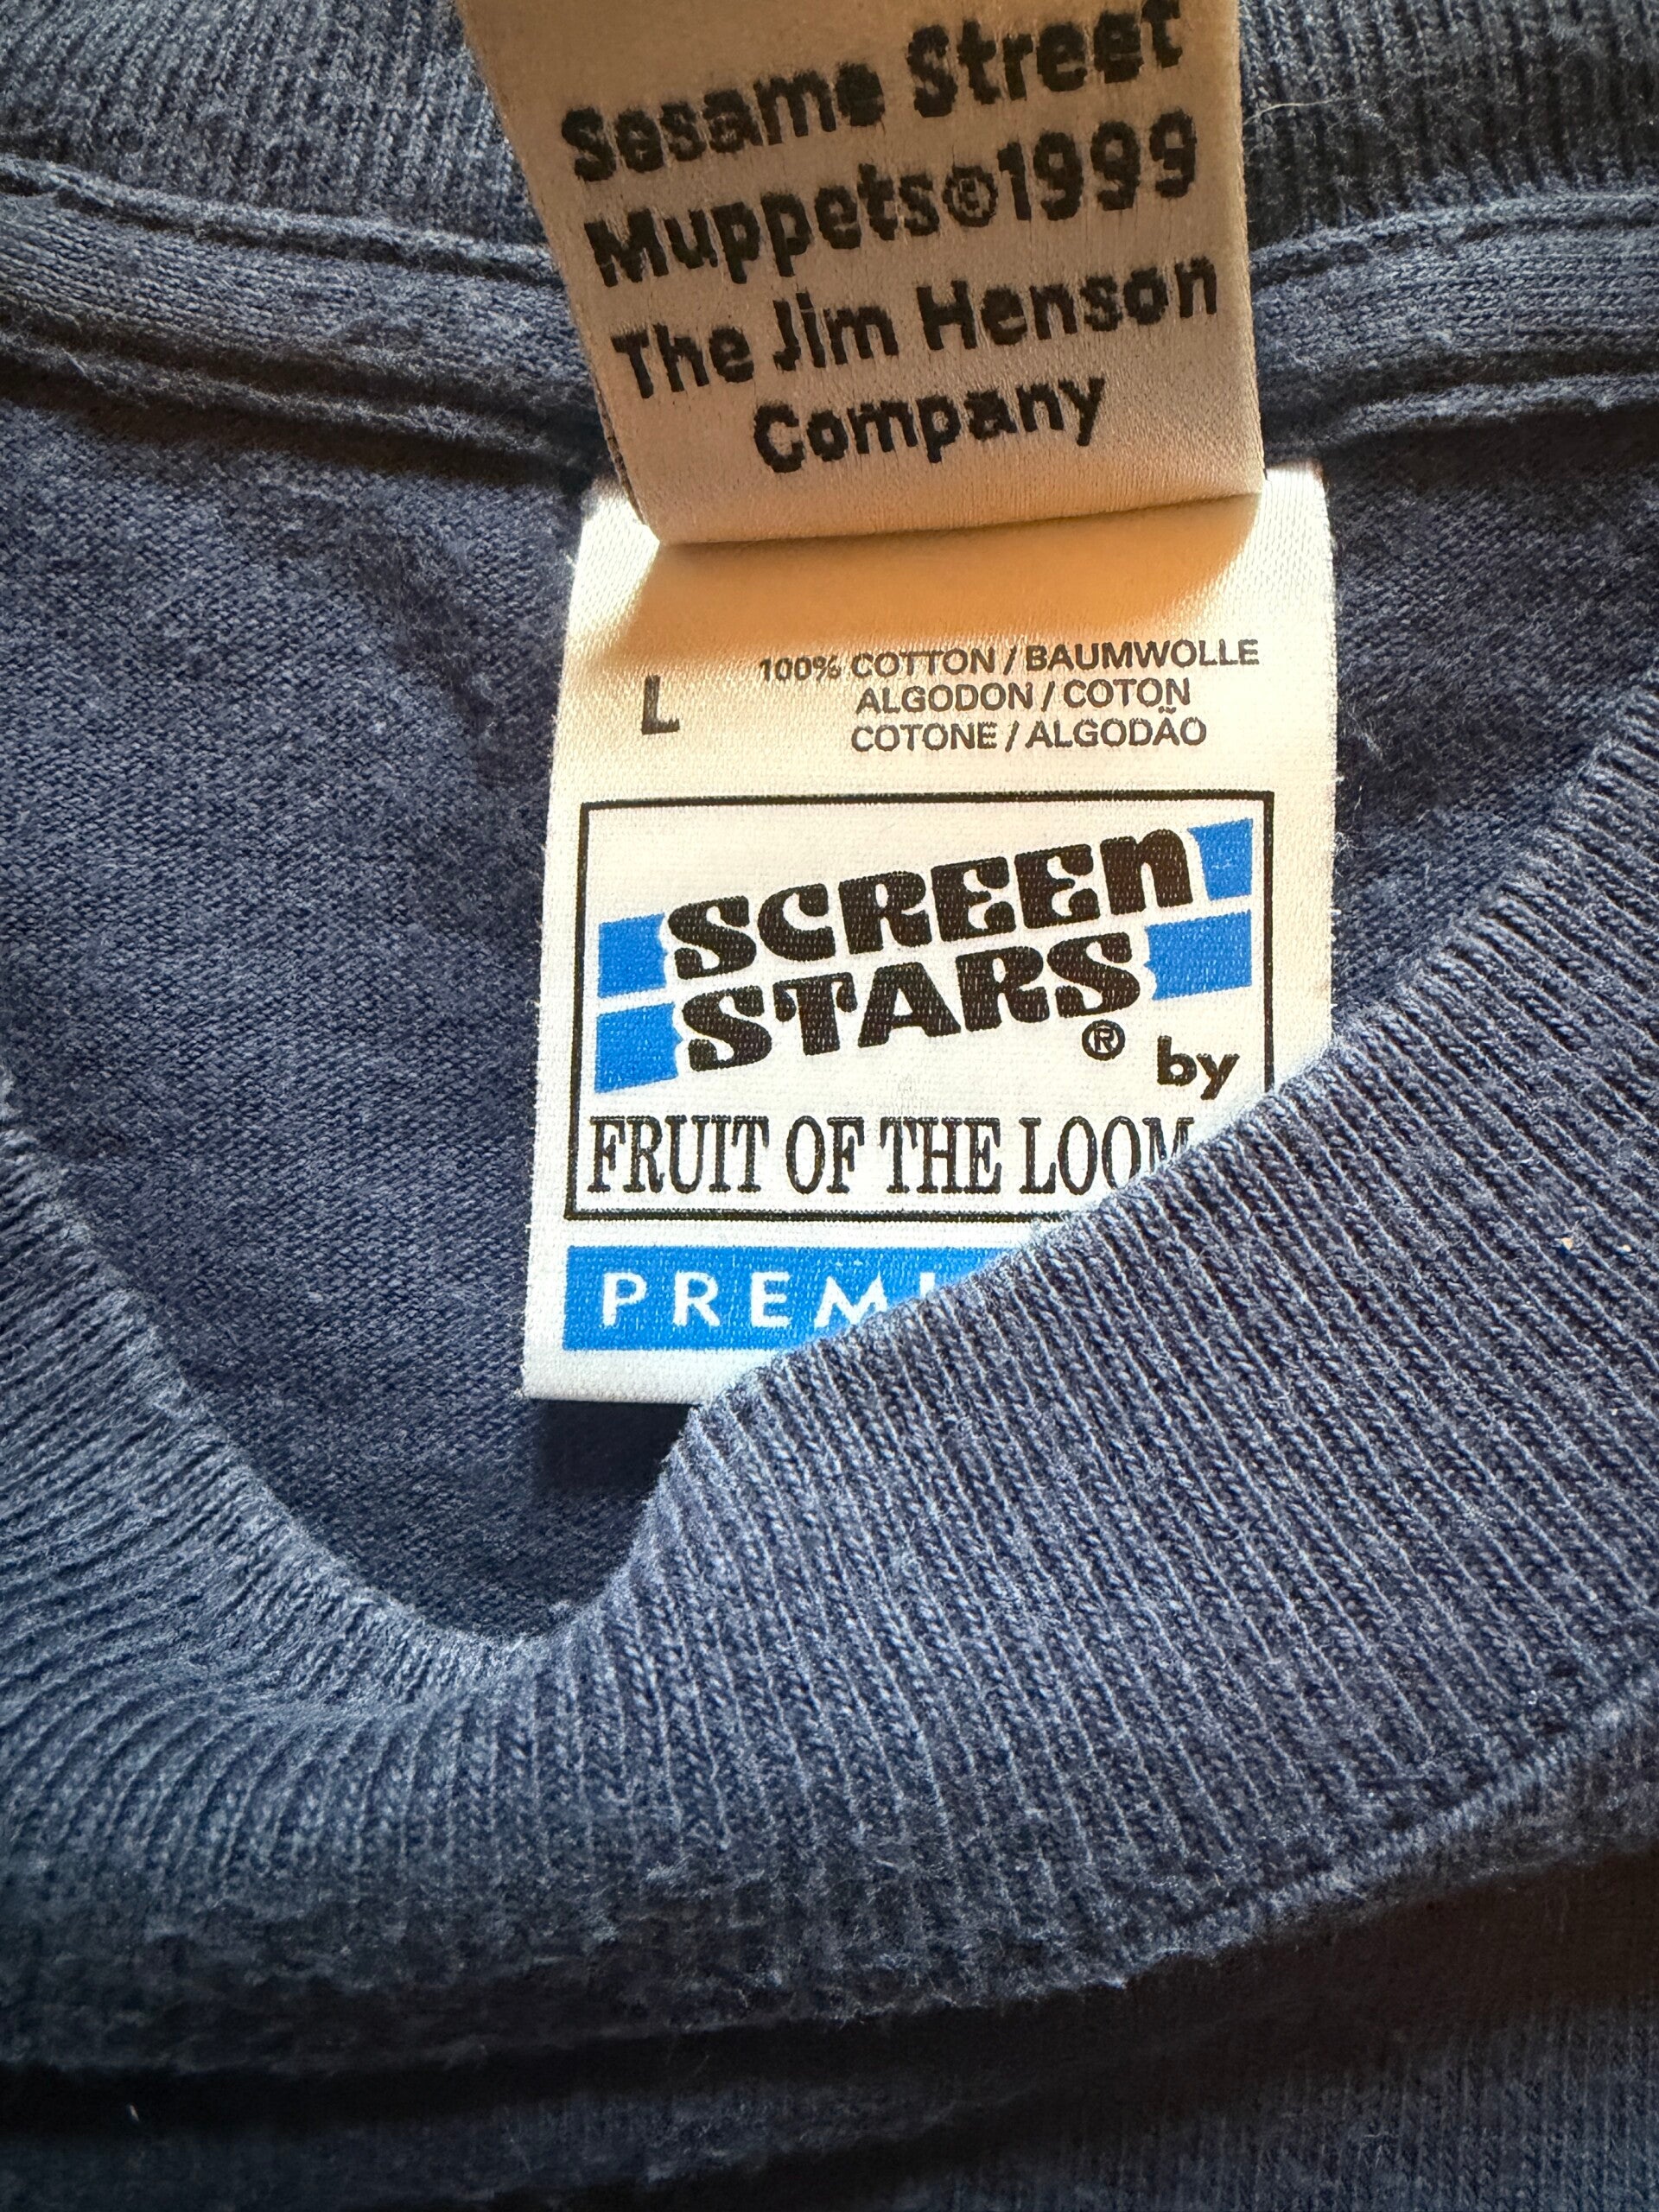 Sesame Street
Muppets©1999
The Jim Henson
Company
L
100% COTTON / BAUMWOLLE
ALGODON / COTON
COTONE / ALGODÃO
SCREEN
STARS
® by
FRUIT OF THE LOOM
PREMI